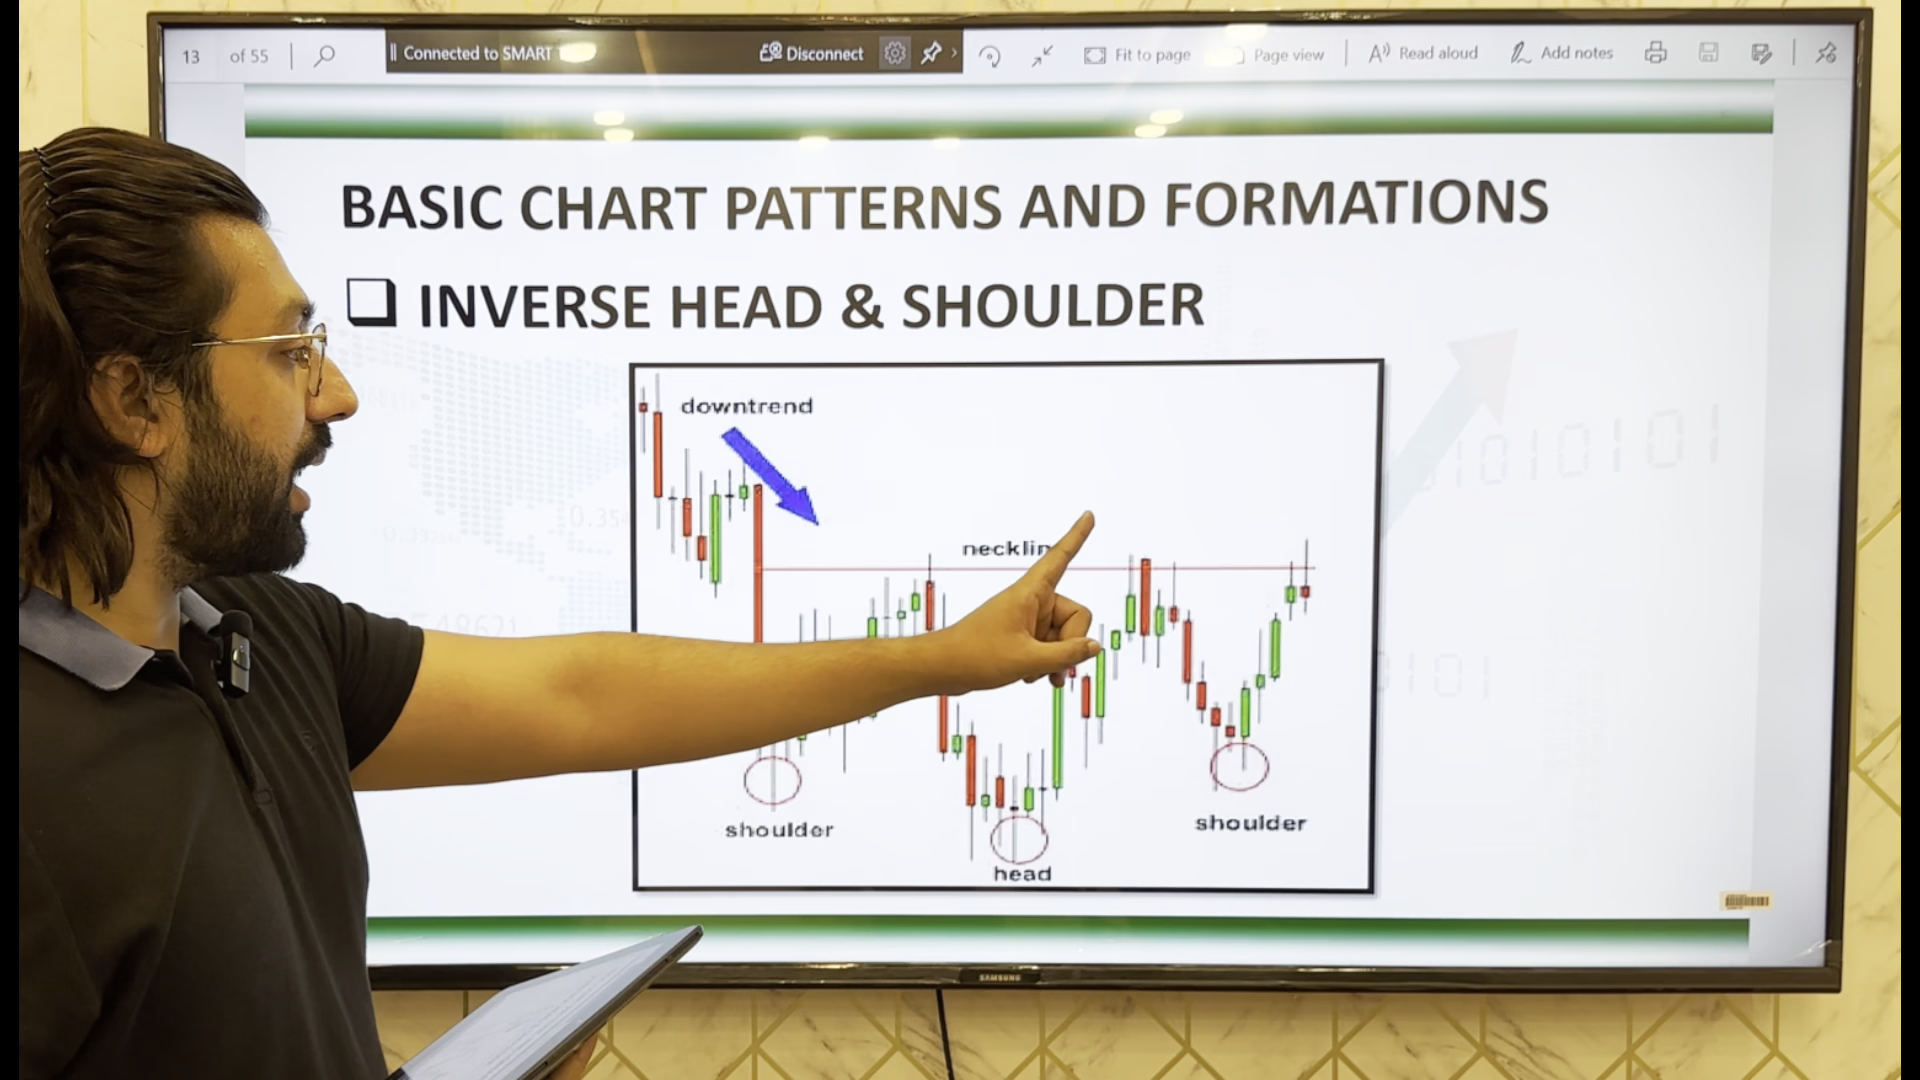 13 of 55
Connected to SMART
Disconnect
Fit to page
Page view
Read aloud
Add notes
BASIC CHART PATTERNS AND FORMATIONS
INVERSE HEAD & SHOULDER
downtrend
shoulder
head
shoulder
SAMSUNG